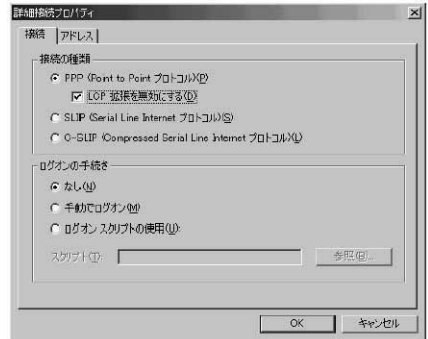 詳細接続プロパティ
接続 アドレス
接続の種類
PPP (Point to Point プロトコル)(P)
LCP 拡張を無効にする(D)
SLIP (Serial Line Internet プロトコル)(S)
C-SLIP (Compressed Serial Line Internet プロトコル)(L)
ログオンの手続き
なし(N)
手動でログオン(M)
ログオン スクリプトの使用(U):
スクリプト(T):
参照(B)...
OK キャンセル